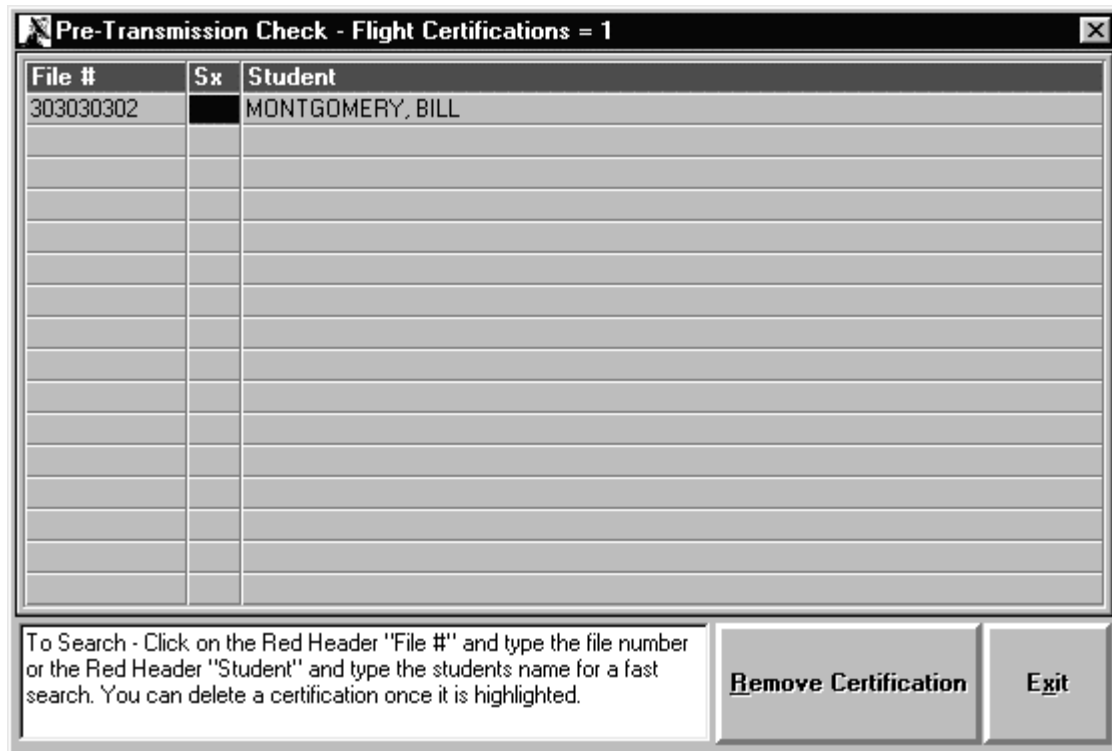 Pre-Transmission Check - Flight Certifications = 1
File # Sx Student
303030302 MONTGOMERY, BILL
To Search - Click on the Red Header "File #" and type the file number
or the Red Header "Student" and type the students name for a fast
search. You can delete a certification once it is highlighted.
Remove Certification
Exit